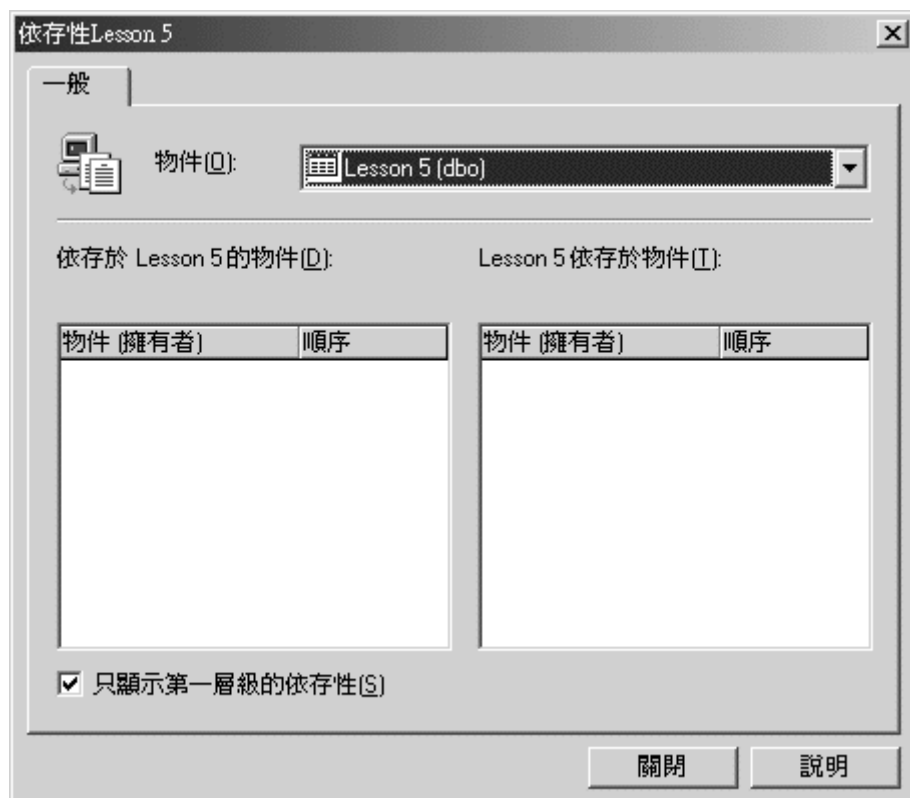 依存性Lesson 5
一般
物件(O):
Lesson 5 (dbo)
依存於 Lesson 5的物件(D):
Lesson 5依存於物件(T):
物件 (擁有者) 順序
物件 (擁有者) 順序
只顯示第一層級的依存性(S)
關閉
說明